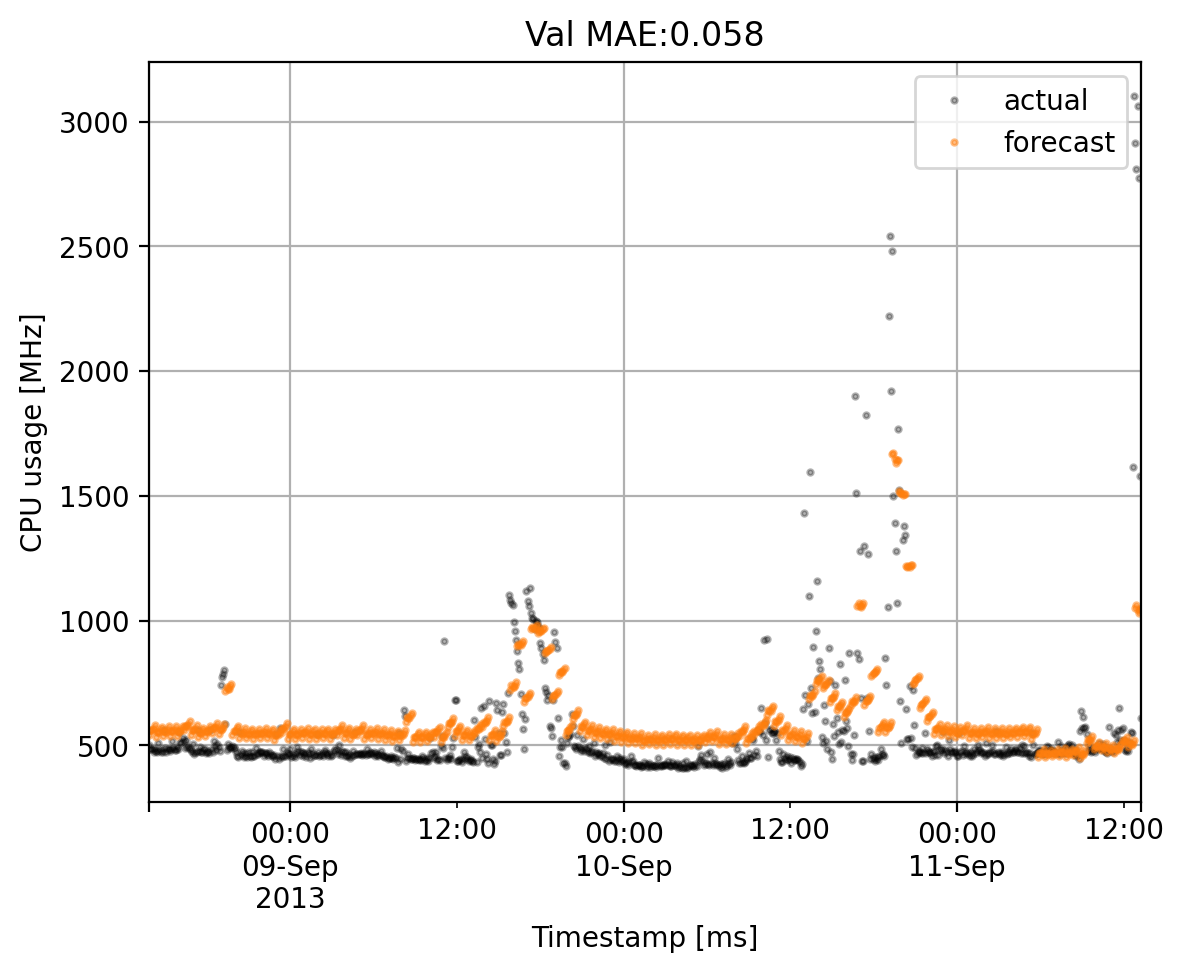 Val MAE:0.058
actual
forecast
3000
2500
2000
1500
1000
500
CPU usage [MHz]
00:00 12:00 00:00 12:00 00:00 12:00
09-Sep 10-Sep 11-Sep
2013
Timestamp [ms]